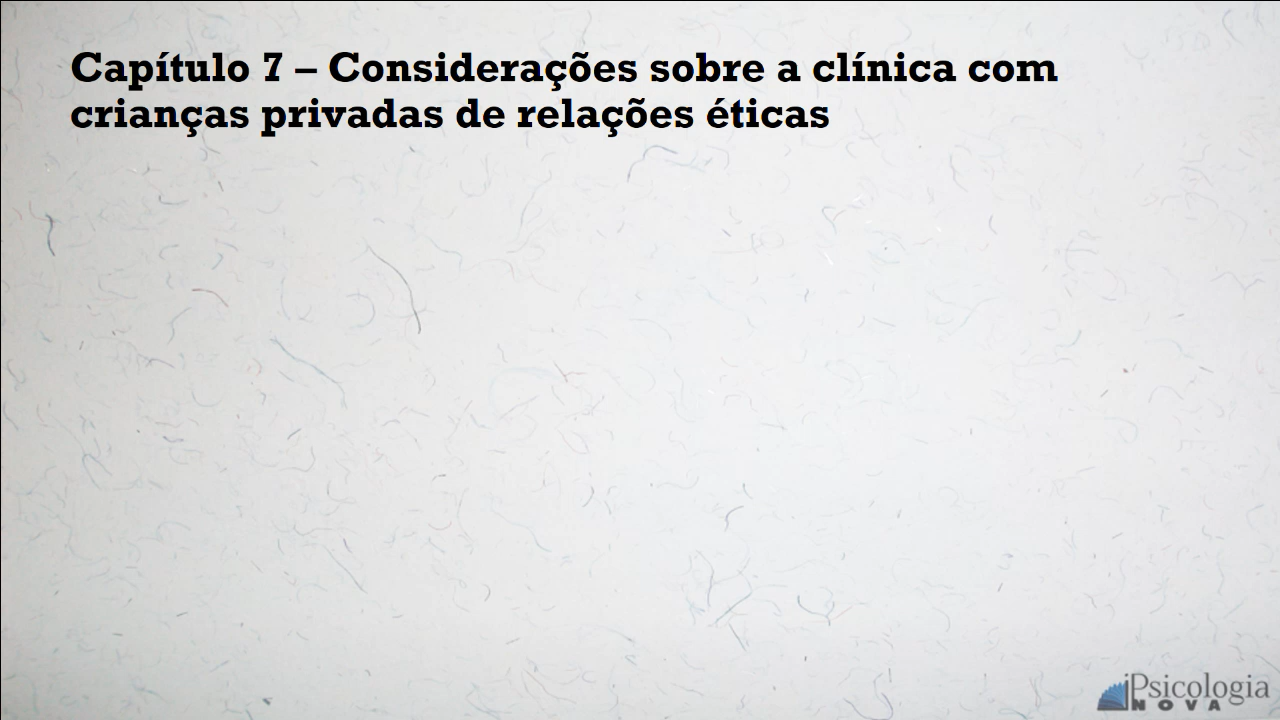 Capítulo 7 – Considerações sobre a clínica com
crianças privadas de relações éticas
Psicologia
NOVA